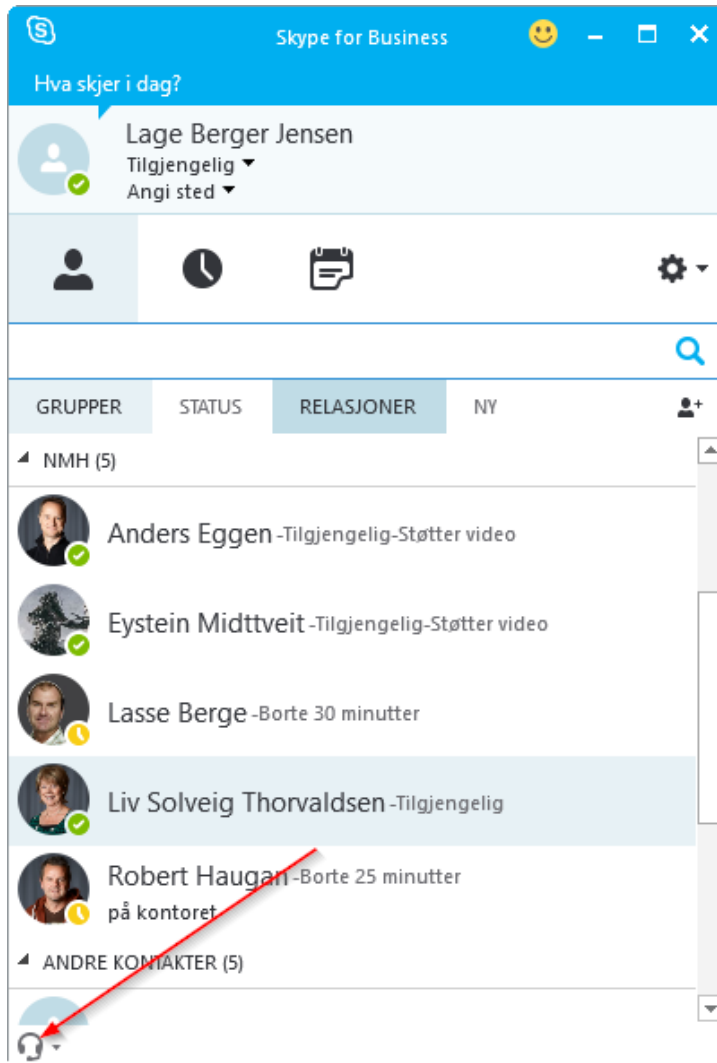 Skype for Business
Hva skjer i dag?
Lage Berger Jensen
Tilgjengelig
Angi sted
GRUPPER STATUS RELASJONER NY
NMH (5)
Anders Eggen -Tilgjengelig-Støtter video
Eystein Midttveit -Tilgjengelig-Støtter video
Lasse Berge -Borte 30 minutter
Liv Solveig Thorvaldsen -Tilgjengelig
Robert Haugan -Borte 25 minutter
på kontoret
ANDRE KONTAKTER (5)